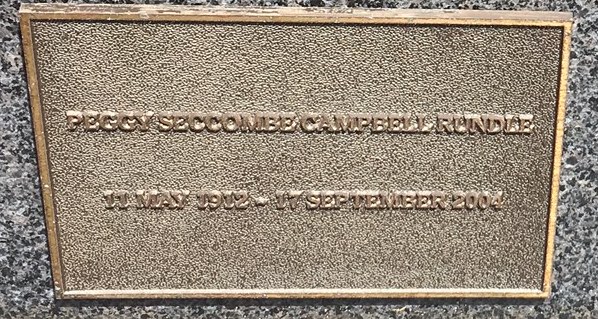 PEGGY SECCOMBE CAMPBELL RUNDLE
11 MAY 1912 - 17 SEPTEMBER 2004